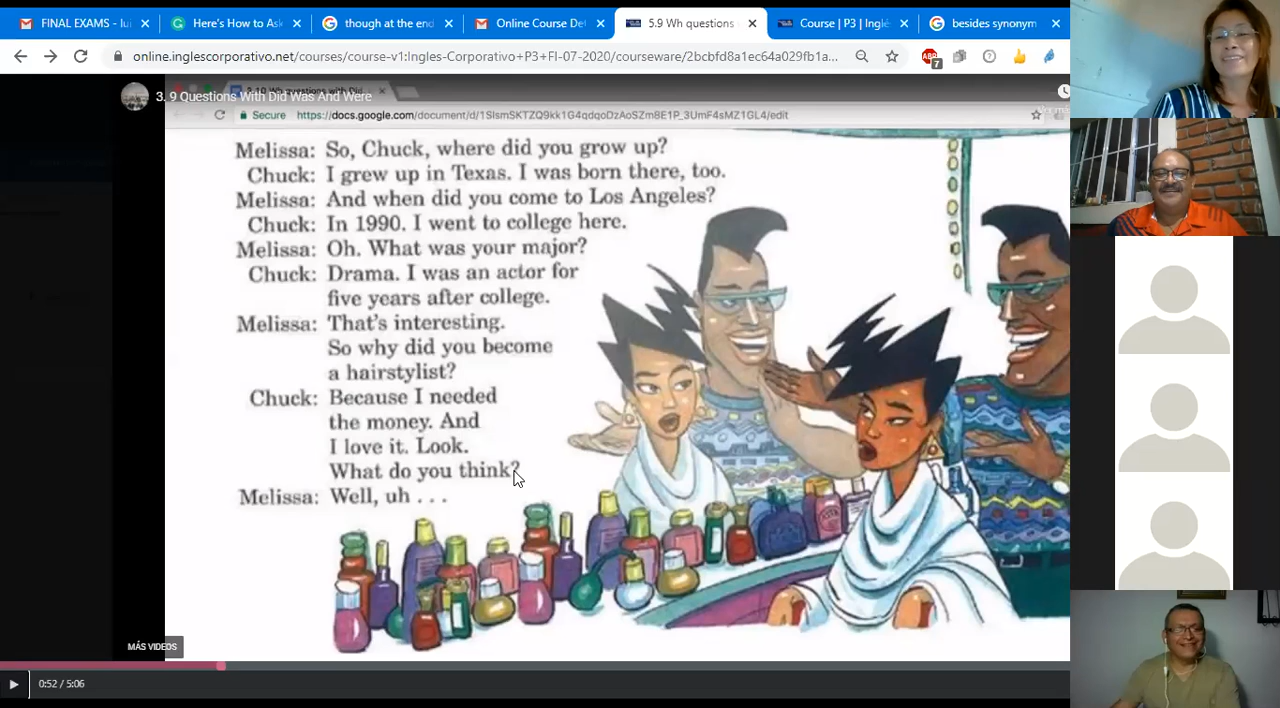 FINAL EXAMS - lui
Here's How to Ask
though at the end
Online Course Det
5.9 Wh questions
Course | P3 | Inglé
besides synonym
online.inglescorporativo.net/courses/course-v1:Ingles-Corporativo+P3+FI-07-2020/courseware/2bcbfd8a1ec64a029fb1a...
ABP
7
3. 9 Questions With Did Was And Were
Secure
https://docs.google.com/document/d/1SIsmSKTZQ9kk1G4qdqoDzAoSZm8E1P_3UmF4sMZ1GL4/edit
Melissa: So, Chuck, where did you grow up?
Chuck: I grew up in Texas. I was born there, too.
Melissa: And when did you come to Los Angeles?
Chuck: In 1990. I went to college here.
Melissa: Oh. What was your major?
Chuck: Drama. I was an actor for
five years after college.
Melissa: That's interesting.
So why did you become
a hairstylist?
Chuck: Because I needed
the money. And
I love it. Look.
What do you think?
Melissa: Well, uh . . .
MÁS VIDEOS
0:52 / 5:06